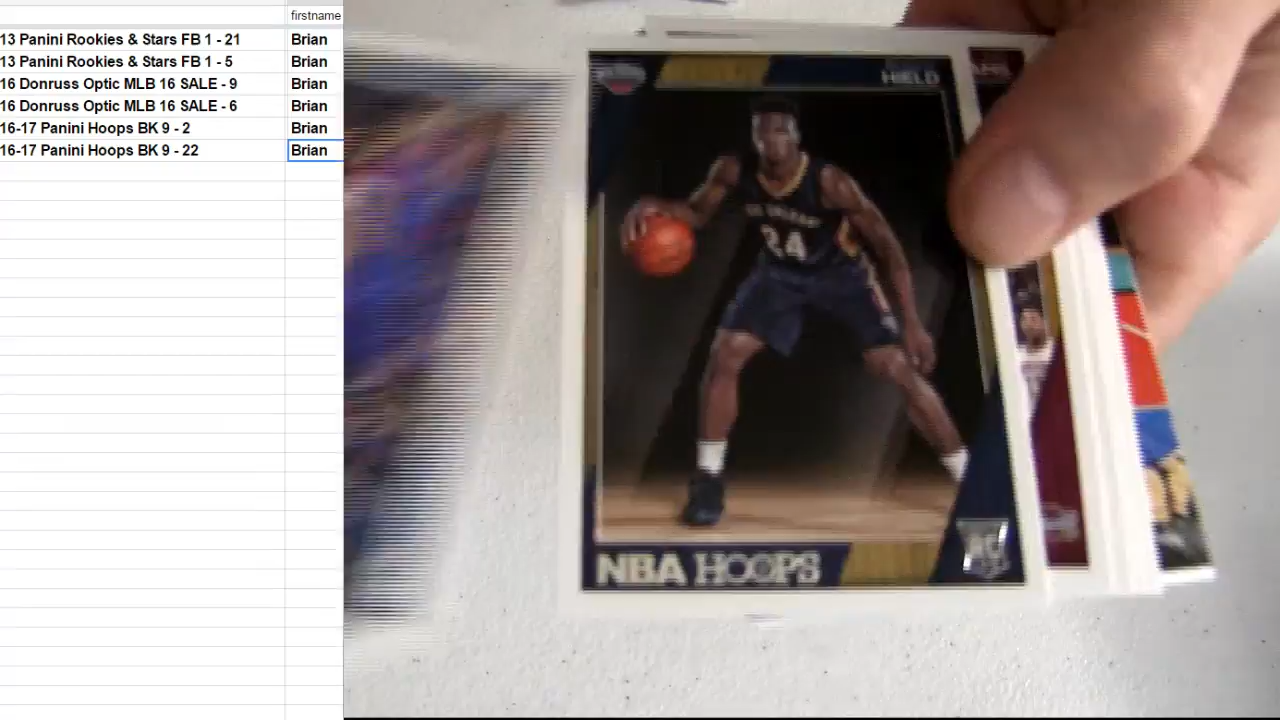 firstname
13 Panini Rookies & Stars FB 1 - 21 Brian
13 Panini Rookies & Stars FB 1 - 5 Brian
16 Donruss Optic MLB 16 SALE - 9 Brian
16 Donruss Optic MLB 16 SALE - 6 Brian
16-17 Panini Hoops BK 9 - 2 Brian
16-17 Panini Hoops BK 9 - 22 Brian
HIELD
24
NBA HOOPS